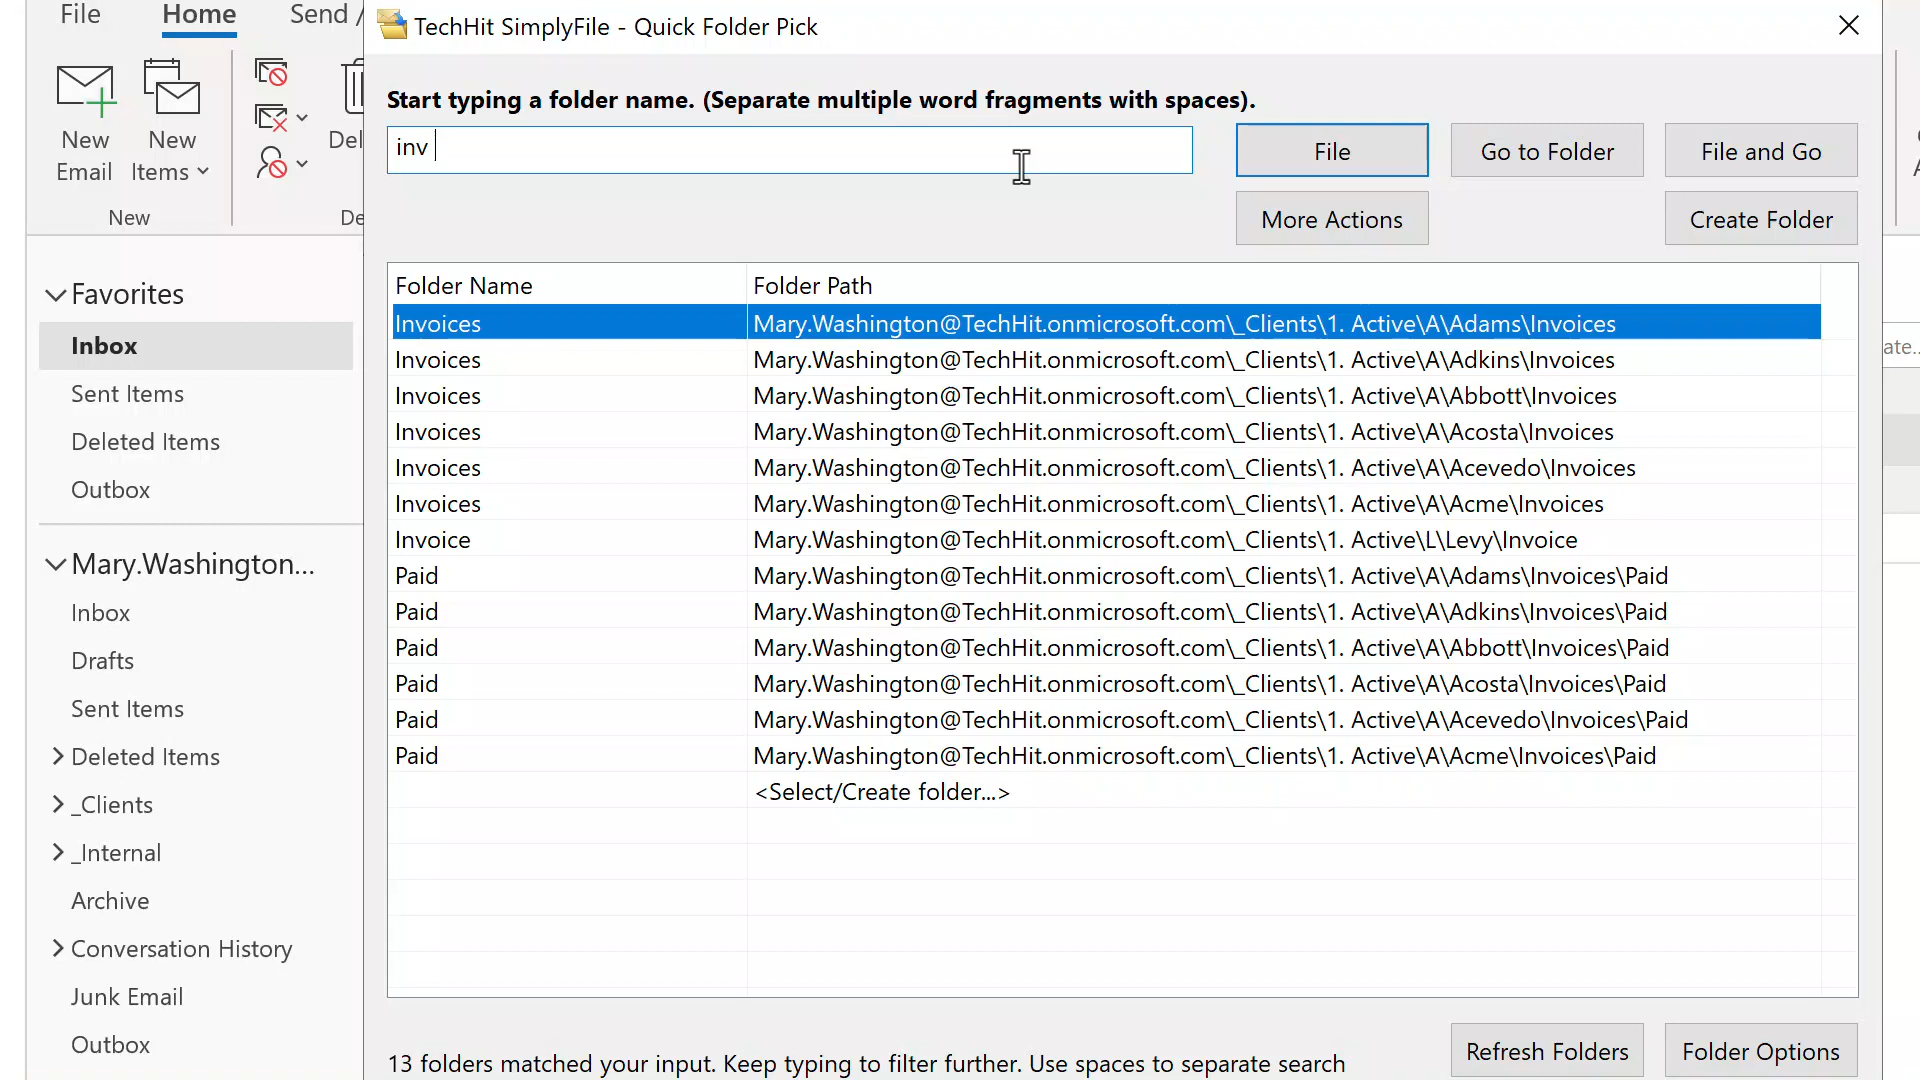 File Home Send /
TechHit SimplyFile - Quick Folder Pick
New Email
New Items
Del
New
De
Start typing a folder name. (Separate multiple word fragments with spaces).
inv
File
Go to Folder
File and Go
More Actions
Create Folder
Favorites
Inbox
Sent Items
Deleted Items
Outbox
Mary.Washington...
Inbox
Drafts
Sent Items
Deleted Items
_Clients
_Internal
Archive
Conversation History
Junk Email
Outbox
Folder Name Folder Path
Invoices Mary.Washington@TechHit.onmicrosoft.com\_Clients\1. Active\A\Adams\Invoices
Invoices Mary.Washington@TechHit.onmicrosoft.com\_Clients\1. Active\A\Adkins\Invoices
Invoices Mary.Washington@TechHit.onmicrosoft.com\_Clients\1. Active\A\Abbott\Invoices
Invoices Mary.Washington@TechHit.onmicrosoft.com\_Clients\1. Active\A\Acosta\Invoices
Invoices Mary.Washington@TechHit.onmicrosoft.com\_Clients\1. Active\A\Acevedo\Invoices
Invoices Mary.Washington@TechHit.onmicrosoft.com\_Clients\1. Active\A\Acme\Invoices
Invoice Mary.Washington@TechHit.onmicrosoft.com\_Clients\1. Active\L\Levy\Invoice
Paid Mary.Washington@TechHit.onmicrosoft.com\_Clients\1. Active\A\Adams\Invoices\Paid
Paid Mary.Washington@TechHit.onmicrosoft.com\_Clients\1. Active\A\Adkins\Invoices\Paid
Paid Mary.Washington@TechHit.onmicrosoft.com\_Clients\1. Active\A\Abbott\Invoices\Paid
Paid Mary.Washington@TechHit.onmicrosoft.com\_Clients\1. Active\A\Acosta\Invoices\Paid
Paid Mary.Washington@TechHit.onmicrosoft.com\_Clients\1. Active\A\Acevedo\Invoices\Paid
Paid Mary.Washington@TechHit.onmicrosoft.com\_Clients\1. Active\A\Acme\Invoices\Paid
<Select/Create folder...>
ate...
13 folders matched your input. Keep typing to filter further. Use spaces to separate search
Refresh Folders
Folder Options